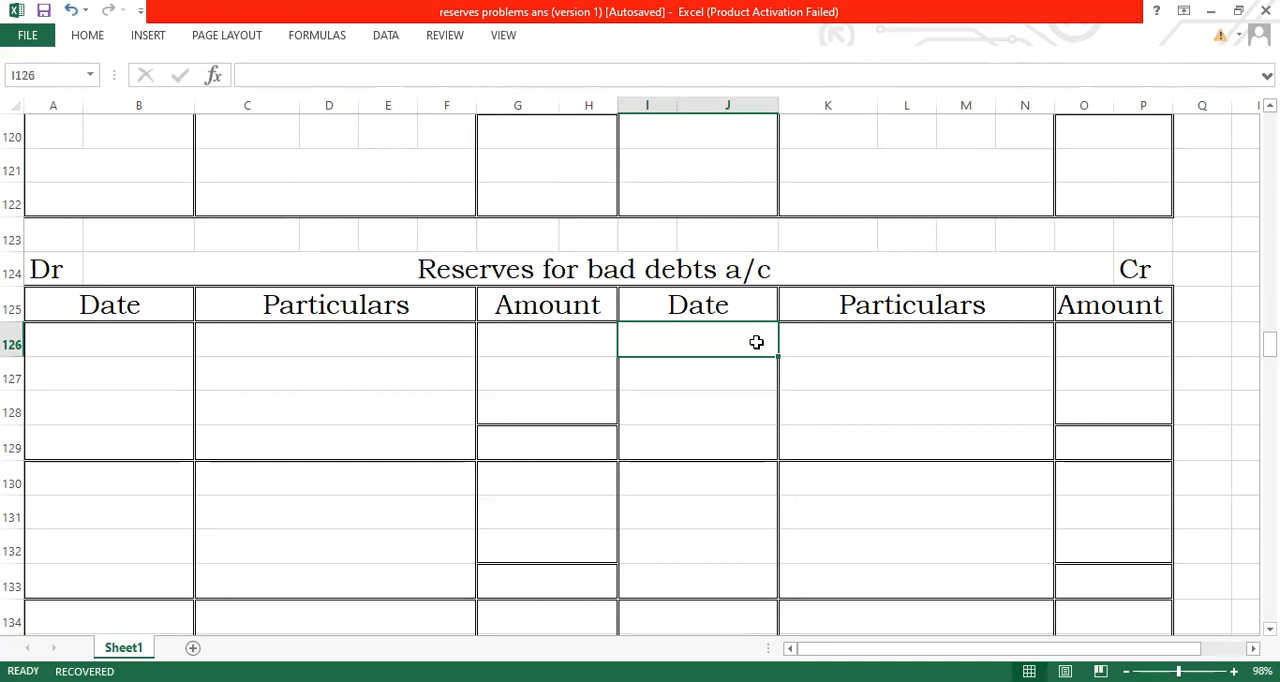 reserves problems ans (version 1) [Autosaved] - Excel (Product Activation Failed)
?
FILE HOME INSERT PAGE LAYOUT FORMULAS DATA REVIEW VIEW
I126 fx
A B C D E F G H I J K L M N O P Q
120
121
122
123
124 Dr Reserves for bad debts a/c Cr
125 Date Particulars Amount Date Particulars Amount
126
127
128
129
130
131
132
133
134
Sheet1
READY RECOVERED 98%